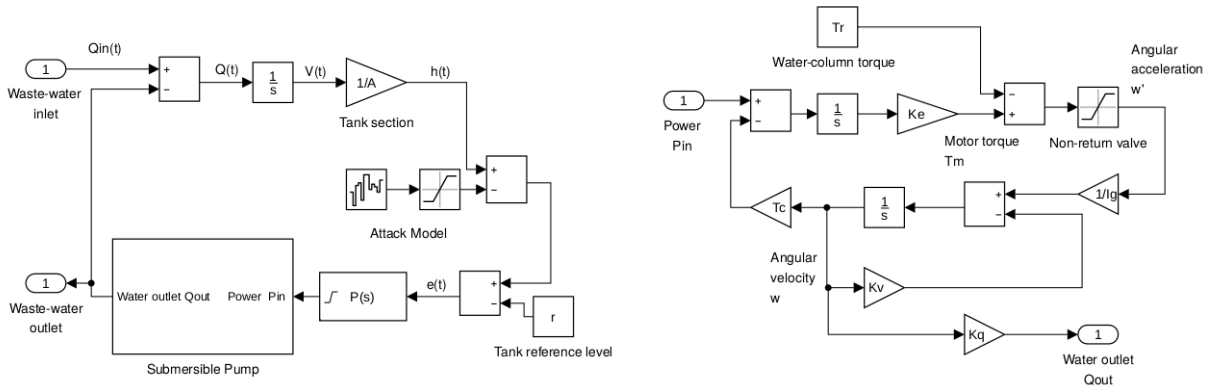 Qin(t)
1
Waste-water
inlet
+
−
Q(t)
1
s
V(t)
1/A
h(t)
Tank section
+
−
Attack Model
1
Waste-water
outlet
Water outlet Qout
Power Pin
Submersible Pump
P(s)
e(t)
+
−
r
Tank reference level
Tr
Water-column torque
1
Power
Pin
+
−
1
s
Ke
Motor torque
Tm
−
+
Non-return valve
Angular
acceleration
w'
1/Ig
+
−
1
s
Tc
Angular
velocity
w
Kv
Kq
1
Water outlet
Qout